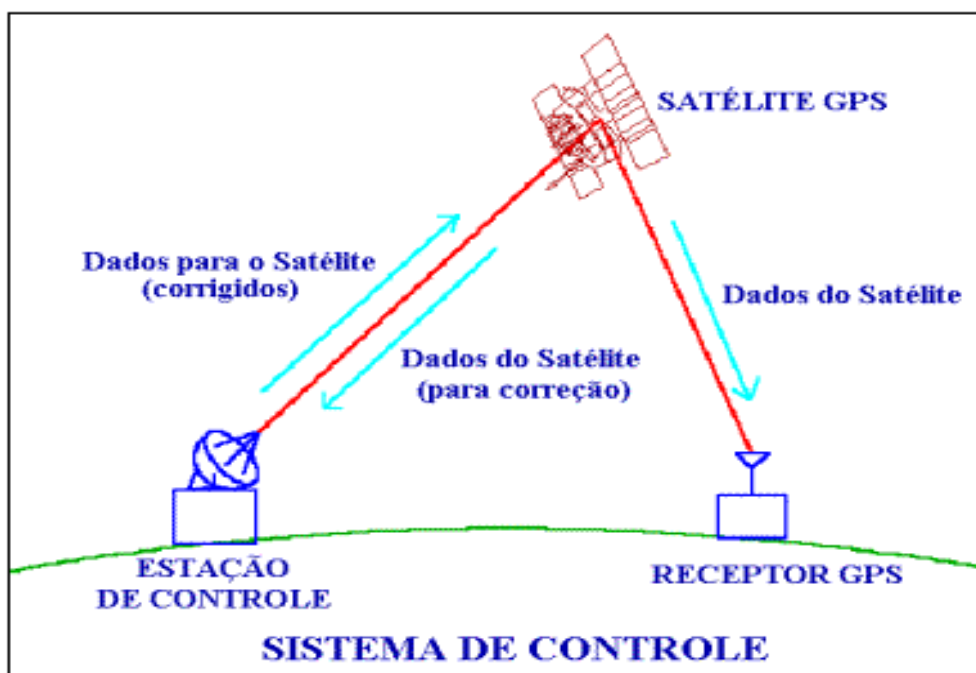 SATÉLITE GPS
Dados para o Satélite
(corrigidos)
Dados do Satélite
Dados do Satélite
(para correção)
ESTAÇÃO
DE CONTROLE
RECEPTOR GPS
SISTEMA DE CONTROLE